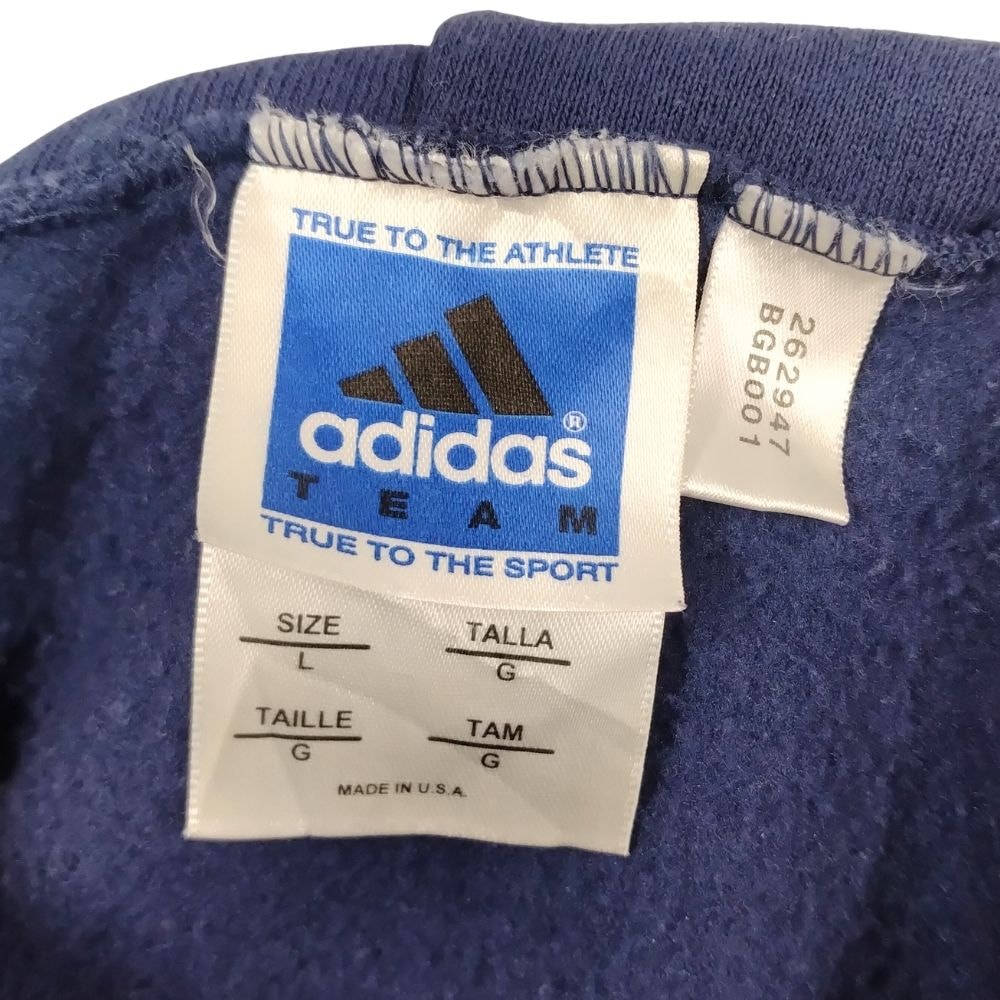 TRUE TO THE ATHLETE
adidas®
TEAM
TRUE TO THE SPORT
SIZE
L
TALLA
G
TAILLE
G
TAM
G
MADE IN U.S.A.
262947
BGB001